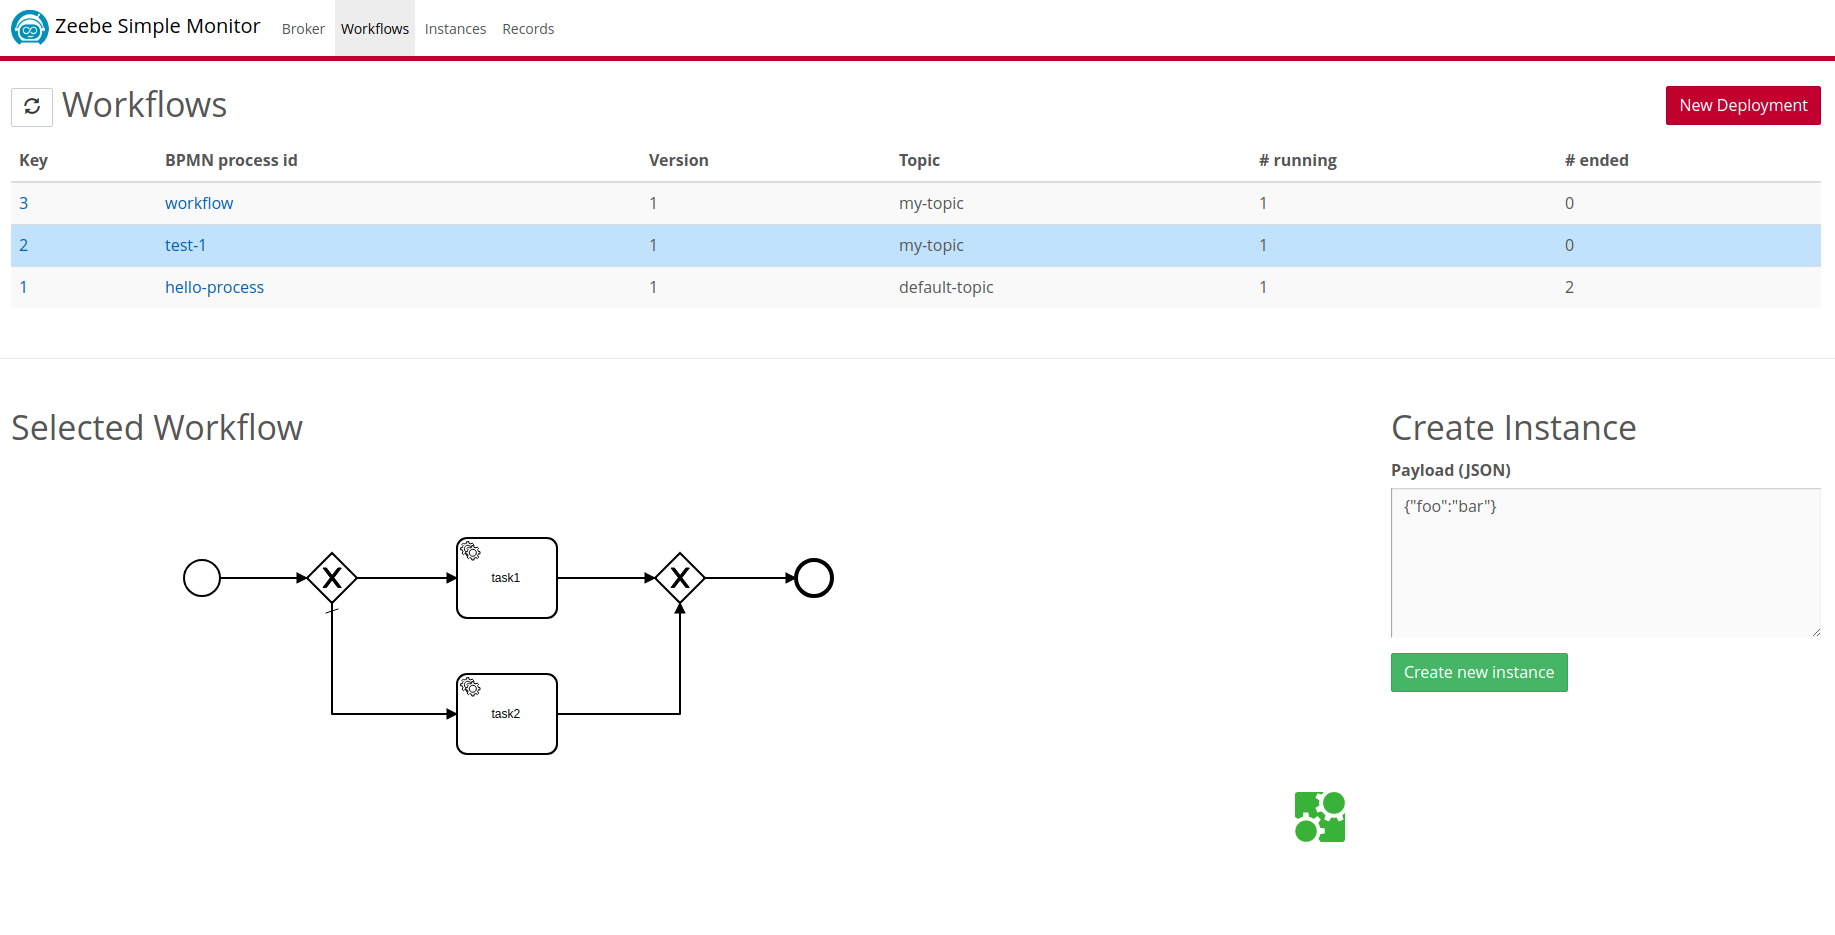 Zeebe Simple Monitor Broker Workflows Instances Records
Workflows New Deployment
Key BPMN process id Version Topic # running # ended
3 workflow 1 my-topic 1 0
2 test-1 1 my-topic 1 0
1 hello-process 1 default-topic 1 2
Selected Workflow
task1
task2
Create Instance
Payload (JSON)
{"foo":"bar"}
Create new instance